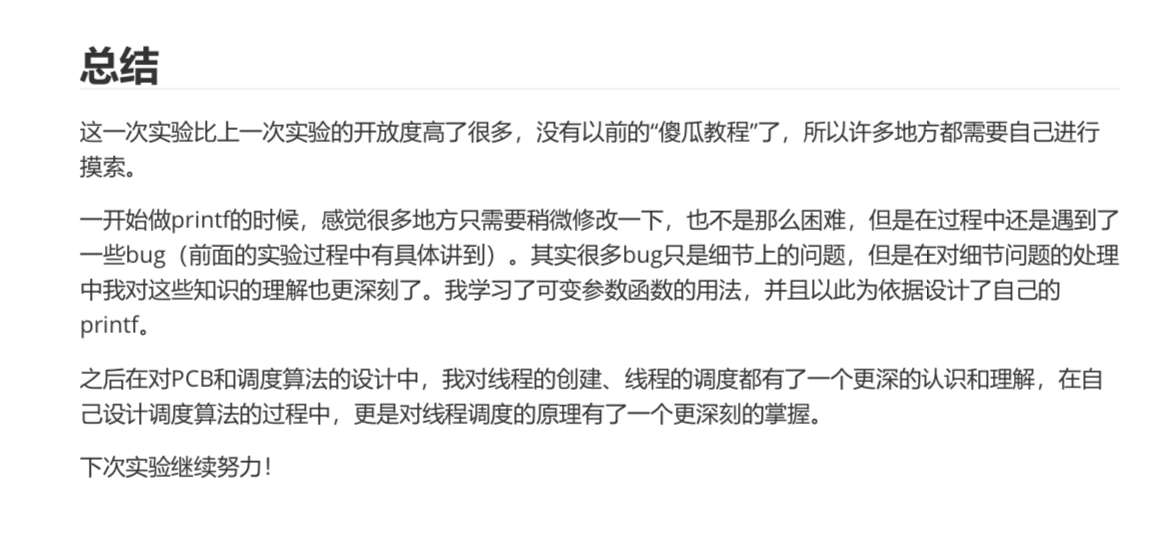 总结
这一次实验比上一次实验的开放度高了很多，没有以前的“傻瓜教程”了，所以许多地方都需要自己进行
摸索。
一开始做printf的时候，感觉很多地方只需要稍微修改一下，也不是那么困难，但是在过程中还是遇到了
一些bug（前面的实验过程中有具体讲到）。其实很多bug只是细节上的问题，但是在对细节问题的处理
中我对这些知识的理解也更深刻了。我学习了可变参数函数的用法，并且以此为依据设计了自己的
printf。
之后在对PCB和调度算法的设计中，我对线程的创建、线程的调度都有了一个更深的认识和理解，在自
己设计调度算法的过程中，更是对线程调度的原理有了一个更深刻的掌握。
下次实验继续努力！